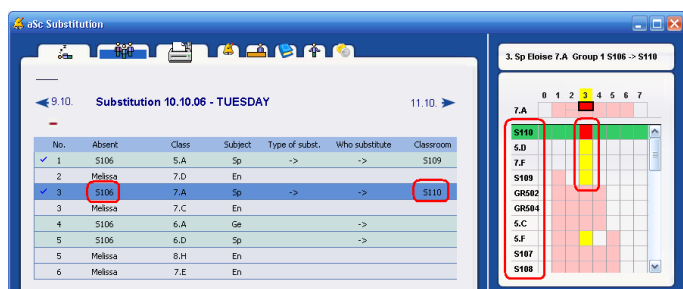 aSc Substitution
9.10. Substitution 10.10.06 - TUESDAY 11.10.
No. Absent Class Subject Type of subst. Who substitute Classroom
1 S106 5.A Sp -> -> S109
2 Melissa 7.D En
3 S106 7.A Sp -> -> S110
3 Melissa 7.C En
4 S106 6.A Ge ->
5 S106 6.D Sp ->
5 Melissa 8.H En
6 Melissa 7.E En
3. Sp Eloise 7.A Group 1 S106 -> S110
0 1 2 3 4 5 6 7
7.A
S110
5.D
7.F
S109
GR502
GR504
5.C
5.F
S107
S108